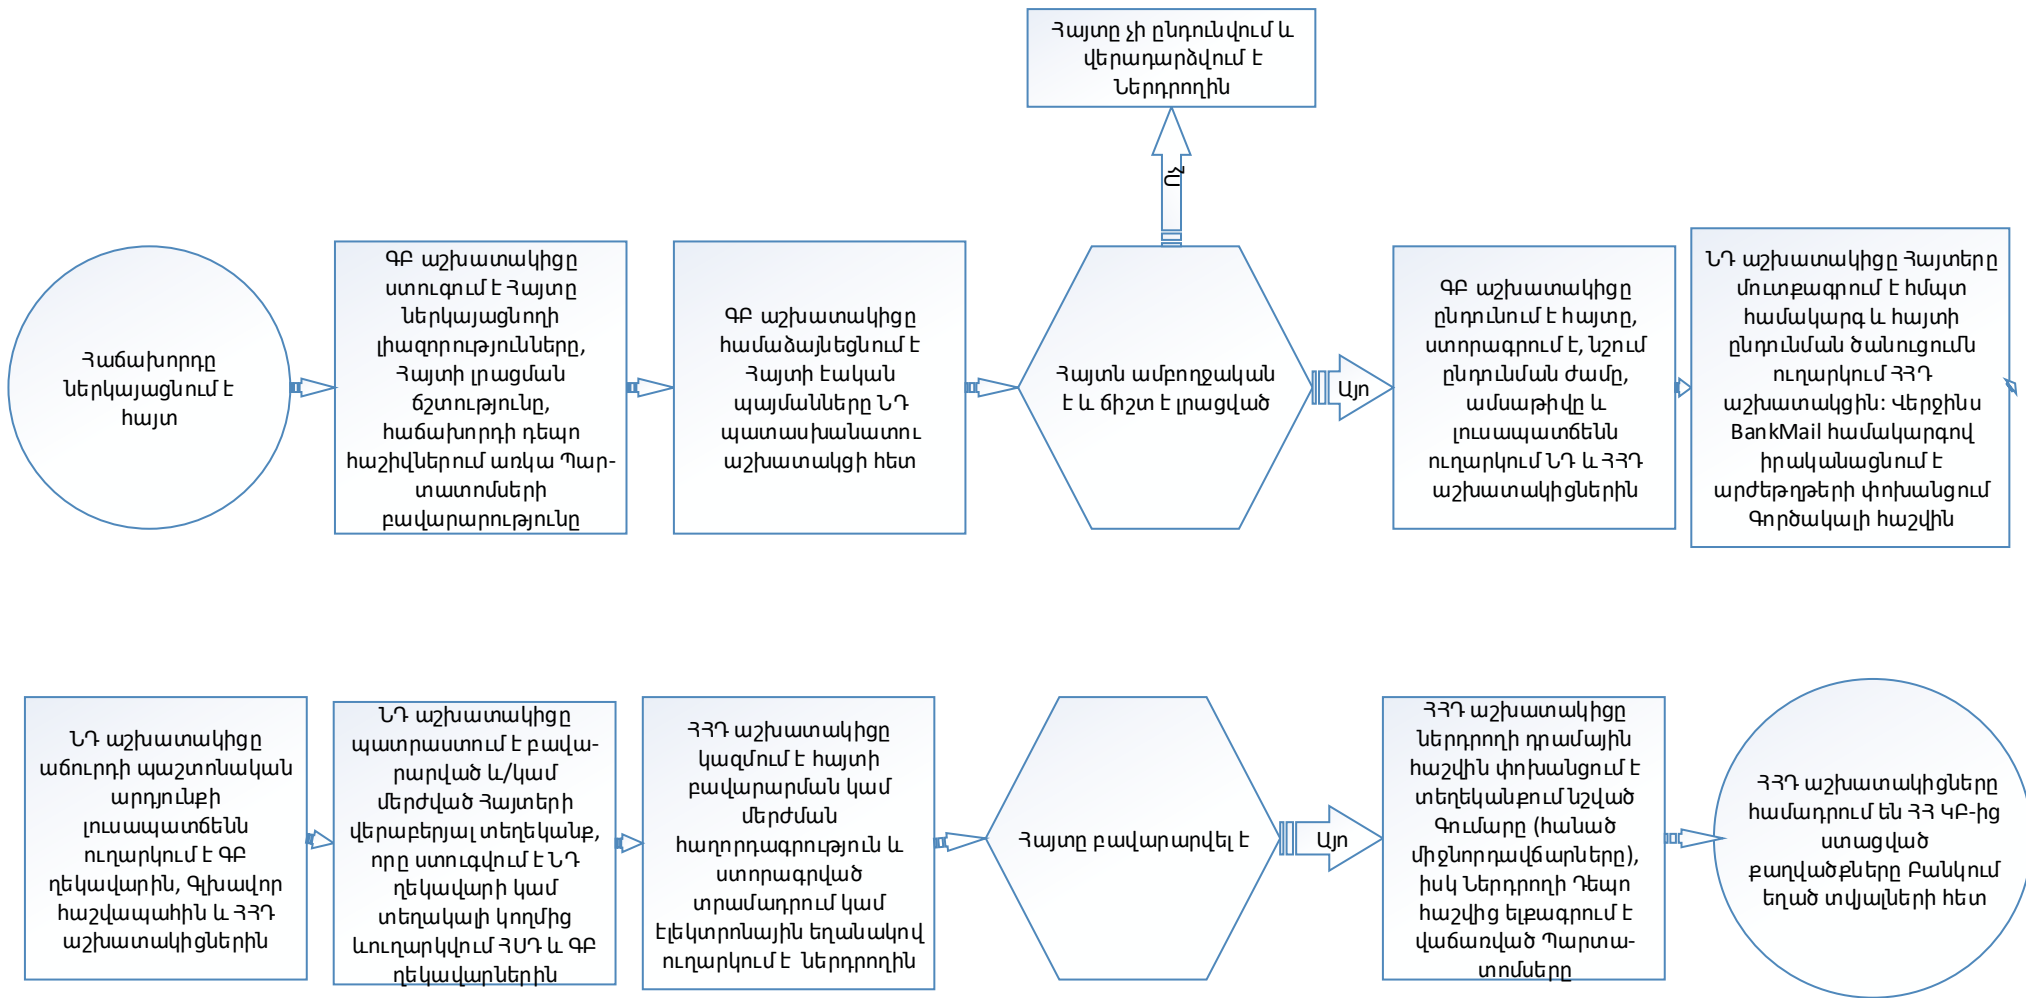 Հայտը չի ընդունվում և
վերադարձվում է
Ներդրողին
Ոչ
Հաճախորդը
ներկայացնում է
հայտ
ԳԲ աշխատակիցը
ստուգում է Հայտը
ներկայացնողի
լիազորությունները,
Հայտի լրացման
ճշտությունը,
հաճախորդի դեպո
հաշիվներում առկա Պար-
տատոմսերի
բավարարությունը
ԳԲ աշխատակիցը
համաձայնեցնում է
Հայտի էական
պայմանները ՆԴ
պատասխանատու
աշխատակցի հետ
Հայտն ամբողջական
է և ճիշտ է լրացված
Այո
ԳԲ աշխատակիցը
ընդունում է հայտը,
ստորագրում է, նշում
ընդունման ժամը,
ամսաթիվը և
լուսապատճենն
ուղարկում ՆԴ և ՀՀԴ
աշխատակիցներին
ՆԴ աշխատակիցը Հայտերը
մուտքագրում է հմպտ
համակարգ և հայտի
ընդունման ծանուցումն
ուղարկում ՀՀԴ
աշխատակցին: Վերջինս
BankMail համակարգով
իրականացնում է
արժեթղթերի փոխանցում
Գործակալի հաշվին
ՆԴ աշխատակիցը
աճուրդի պաշտոնական
արդյունքի
լուսապատճենն
ուղարկում է ԳԲ
ղեկավարին, Գլխավոր
հաշվապահին և ՀՀԴ
աշխատակիցներին
ՆԴ աշխատակիցը
պատրաստում է բավա-
րարված և/կամ
մերժված Հայտերի
վերաբերյալ տեղեկանք,
որը ստուգվում է ՆԴ
ղեկավարի կամ
տեղակալի կողմից
ևուղարկվում ՀՍԴ և ԳԲ
ղեկավարներին
ՀՀԴ աշխատակիցը
կազմում է հայտի
բավարարման կամ
մերժման
հաղորդագրություն և
ստորագրված
տրամադրում կամ
էլեկտրոնային եղանակով
ուղարկում է  ներդրողին
Հայտը բավարարվել է
Այո
ՀՀԴ աշխատակիցը
ներդրողի դրամային
հաշվին փոխանցում է
տեղեկանքում նշված
Գումարը (հանած
միջնորդավճարները),
իսկ Ներդրողի Դեպո
հաշվից ելքագրում է
վաճառված Պարտա-
տոմսերը
ՀՀԴ աշխատակիցները
համադրում են ՀՀ ԿԲ-ից
ստացված
քաղվածքները Բանկում
եղած տվյալների հետ